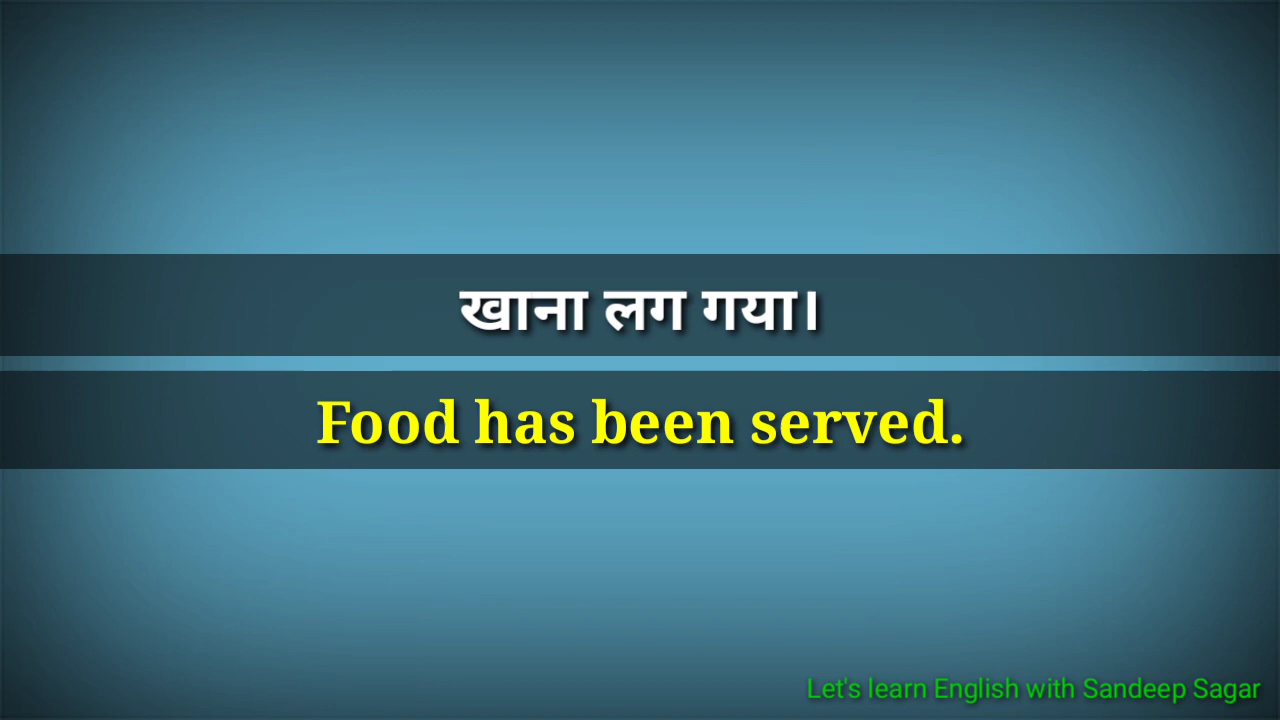 खाना लग गया।
Food has been served.
Let's learn English with Sandeep Sagar